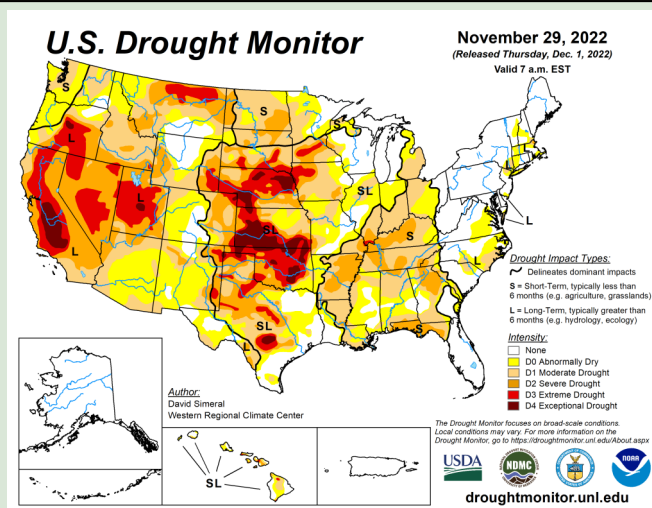 U.S. Drought Monitor
November 29, 2022
(Released Thursday, Dec. 1, 2022)
Valid 7 a.m. EST
S
L
L
L
L
S
S
SL
SL
SL
L
S
S
L
L
L
Drought Impact Types:
Delineates dominant impacts
S = Short-Term, typically less than
6 months (e.g. agriculture, grasslands)
L = Long-Term, typically greater than
6 months (e.g. hydrology, ecology)
Intensity:
None
D0 Abnormally Dry
D1 Moderate Drought
D2 Severe Drought
D3 Extreme Drought
D4 Exceptional Drought
Author:
David Simeral
Western Regional Climate Center
SL
The Drought Monitor focuses on broad-scale conditions.
Local conditions may vary. For more information on the
Drought Monitor, go to https://droughtmonitor.unl.edu/About.aspx
USDA
NDMC
NOAA
droughtmonitor.unl.edu